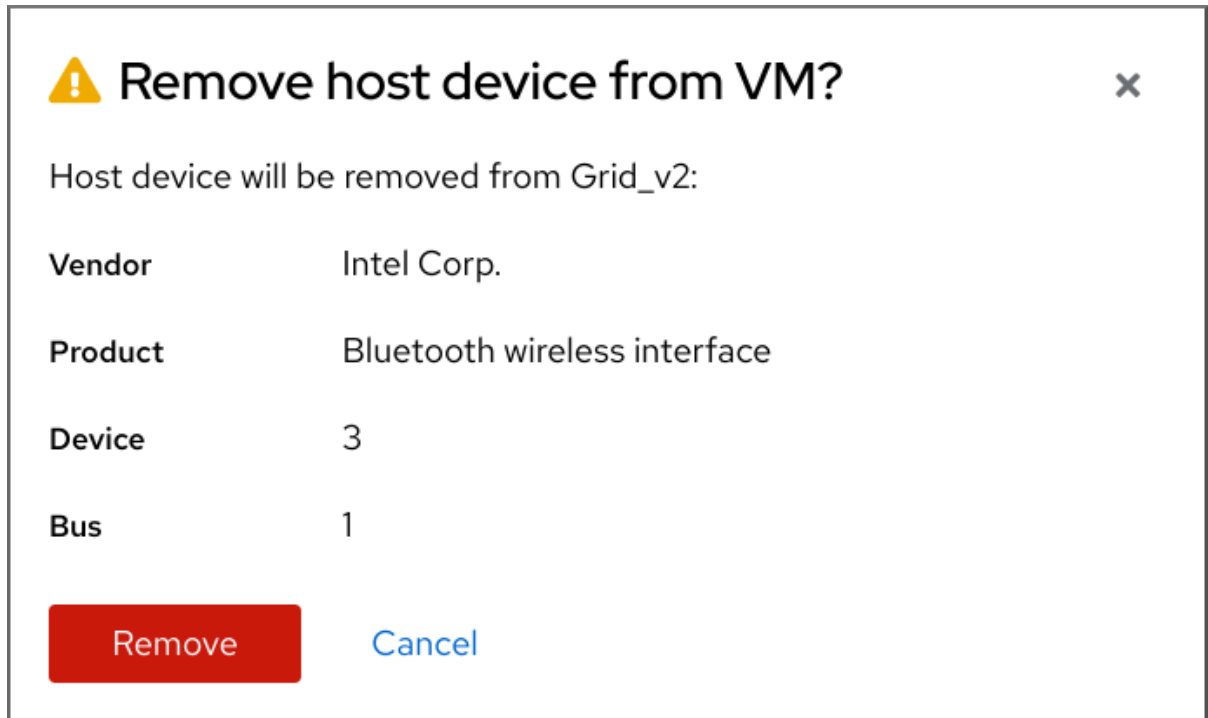 Remove host device from VM?
Host device will be removed from Grid_v2:
Vendor Intel Corp.
Product Bluetooth wireless interface
Device 3
Bus 1
Remove Cancel